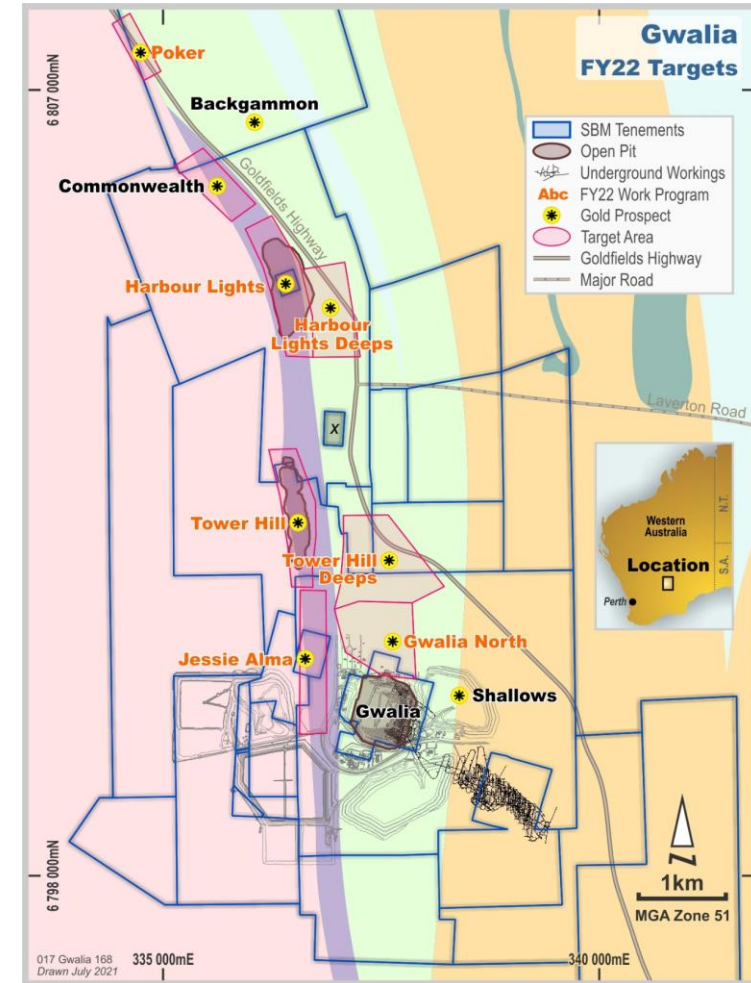 Gwalia
FY22 Targets
Poker
6 807 000mN
Backgammon
SBM Tenements
Open Pit
Underground Workings
Abc FY22 Work Program
Gold Prospect
Target Area
Goldfields Highway
Major Road
Commonwealth
Goldfields Highway
Harbour Lights
Harbour
Lights Deeps
Laverton Road
x
Western
Australia
N.T.
S.A.
Location
Perth
Tower Hill
Tower Hill
Deeps
Gwalia North
Jessie Alma
Shallows
Gwalia
N
1km
MGA Zone 51
6 798 000mN
017 Gwalia 168
Drawn July 2021
335 000mE
340 000mE